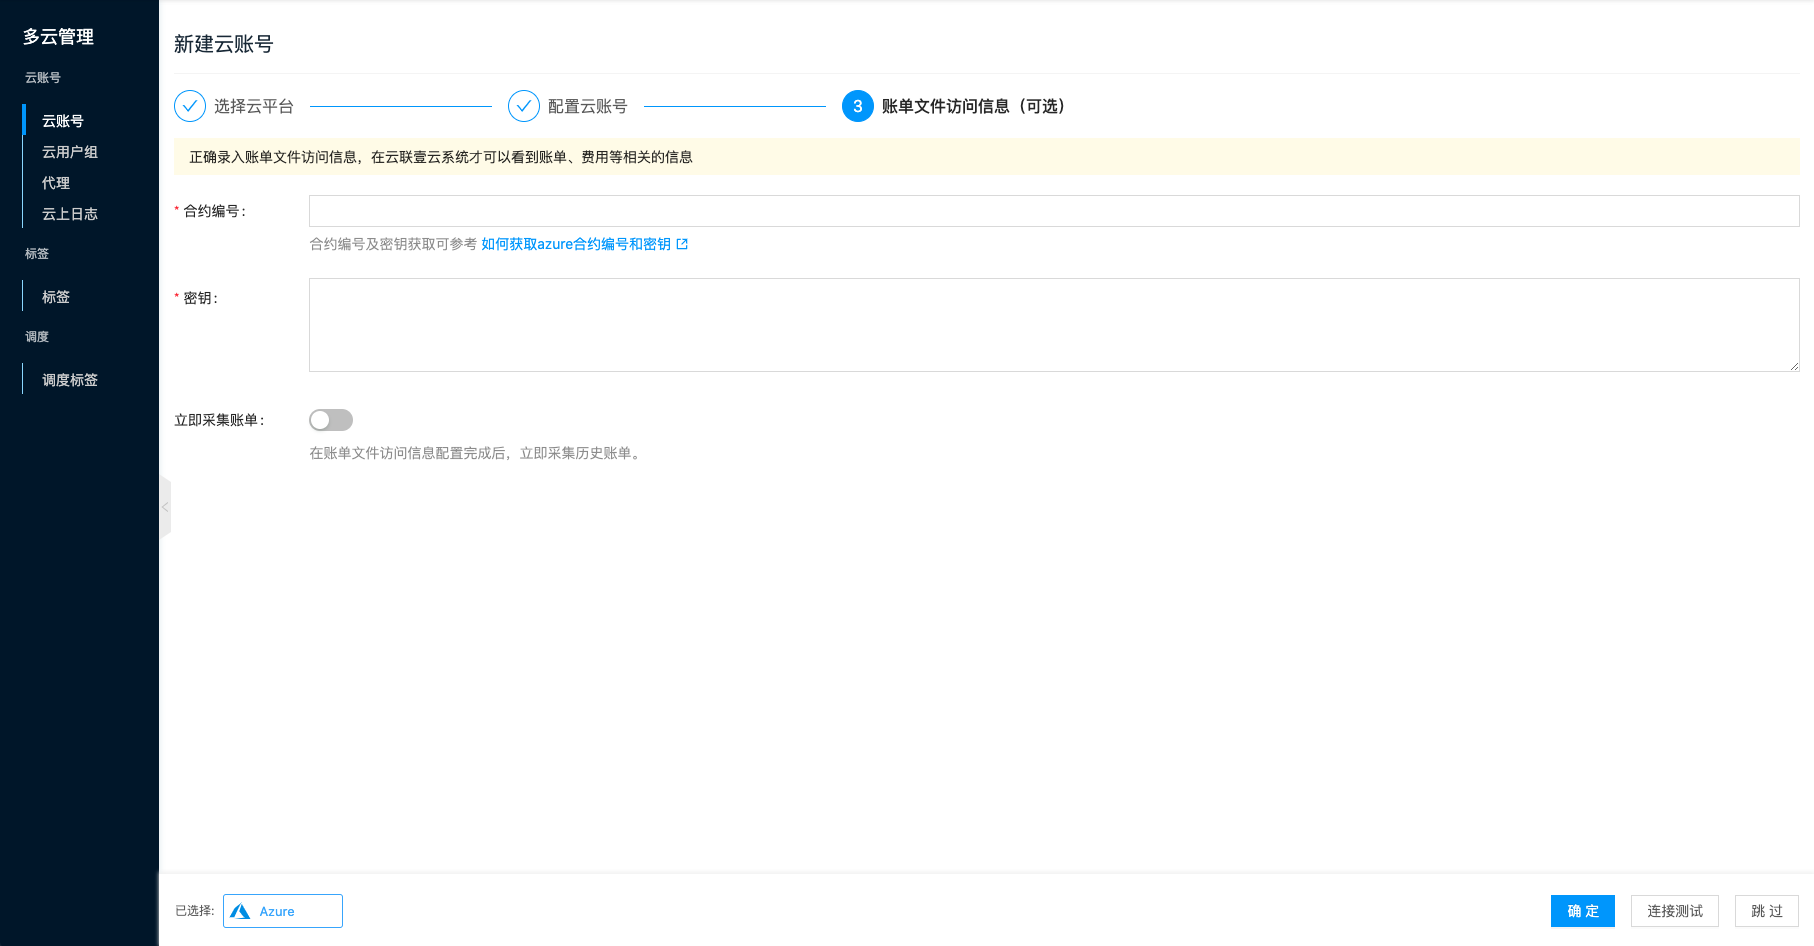 多云管理
云账号
云账号
云用户组
代理
云上日志
标签
标签
调度
调度标签
新建云账号
选择云平台
配置云账号
3 账单文件访问信息（可选）
正确录入账单文件访问信息，在云联壹云系统才可以看到账单、费用等相关的信息
* 合约编号：
合约编号及密钥获取可参考 如何获取azure合约编号和密钥
* 密钥：
立即采集账单：
在账单文件访问信息配置完成后，立即采集历史账单。
已选择: Azure
确 定 连接测试 跳 过